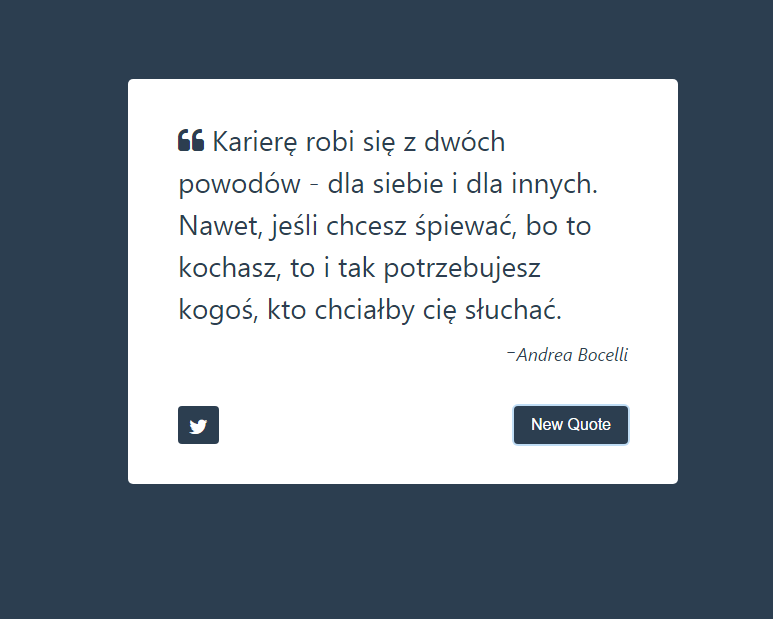 ❝ Karierę robi się z dwóch
powodów - dla siebie i dla innych.
Nawet, jeśli chcesz śpiewać, bo to
kochasz, to i tak potrzebujesz
kogoś, kto chciałby cię słuchać.
–Andrea Bocelli
New Quote